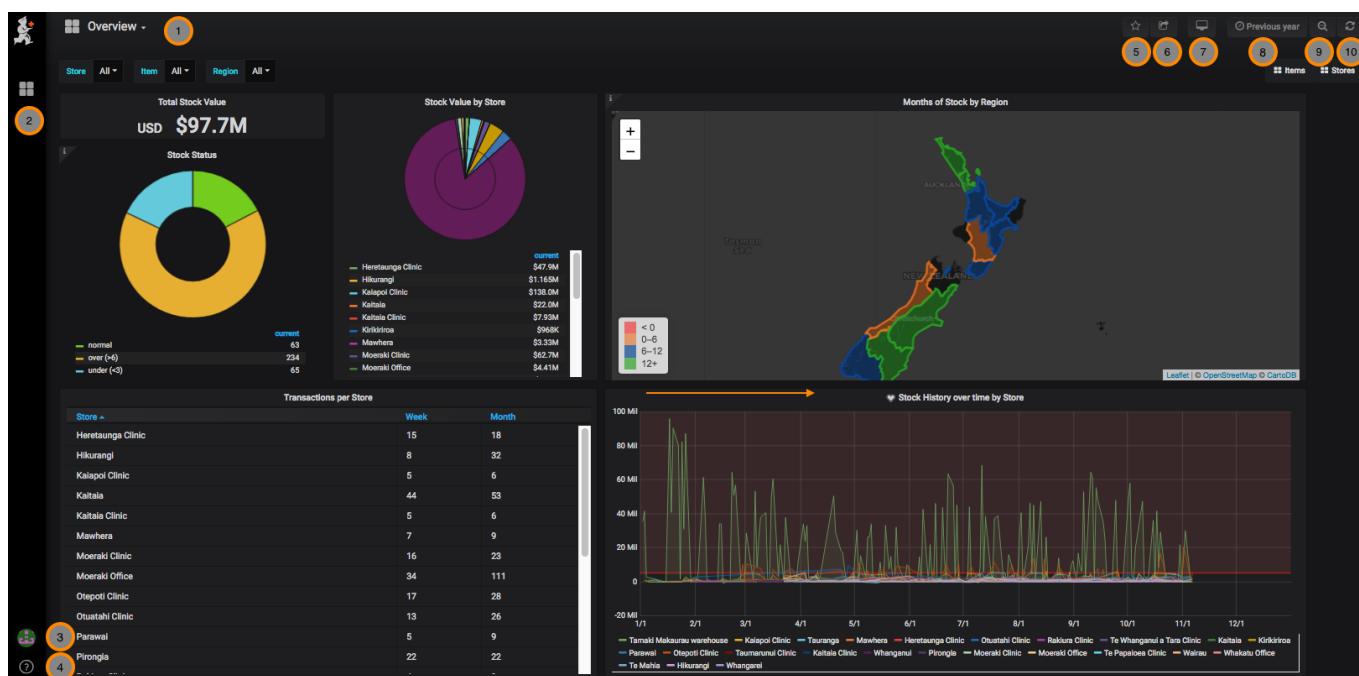 Overview
1
5
6
7
Previous year
8
9
10
Store All
Item All
Region All
Items
Stores
2
Total Stock Value
USD $97.7M
Stock Status
current
normal 63
over (>6) 234
under (<3) 65
Stock Value by Store
current
Heretaunga Clinic $47.9M
Hikurangi $1.165M
Kaiapoi Clinic $138.0M
Kaitaia $22.0M
Kaitaia Clinic $7.93M
Kirikiriroa $968K
Mawhera $3.33M
Moeraki Clinic $62.7M
Moeraki Office $4.41M
Months of Stock by Region
+
−
AUCKLAND
Tasman
Sea
NEW ZEALAND
< 0
0–6
6–12
12+
Leaflet | © OpenStreetMap © CartoDB
Transactions per Store
Store Week Month
Heretaunga Clinic 15 18
Hikurangi 8 32
Kaiapoi Clinic 5 6
Kaitaia 44 53
Kaitaia Clinic 5 6
Mawhera 7 9
Moeraki Clinic 16 23
Moeraki Office 34 111
Otepoti Clinic 17 28
Otuatahi Clinic 13 26
Parawai 5 9
Pirongia 22 22
3
4
?
Stock History over time by Store
100 Mil
80 Mil
60 Mil
40 Mil
20 Mil
0
-20 Mil
1/1 2/1 3/1 4/1 5/1 6/1 7/1 8/1 9/1 10/1 11/1 12/1
Tamaki Makaurau warehouse Kaiapoi Clinic Tauranga Mawhera Heretaunga Clinic Otuatahi Clinic Rakiura Clinic Te Whanganui a Tara Clinic Kaitaia Kirikiriroa
Parawai Otepoti Clinic Taumarunui Clinic Kaitaia Clinic Whanganui Pirongia Moeraki Clinic Moeraki Office Te Papaioea Clinic Wairau Whakatu Office
Te Mahia Hikurangi Whangarei